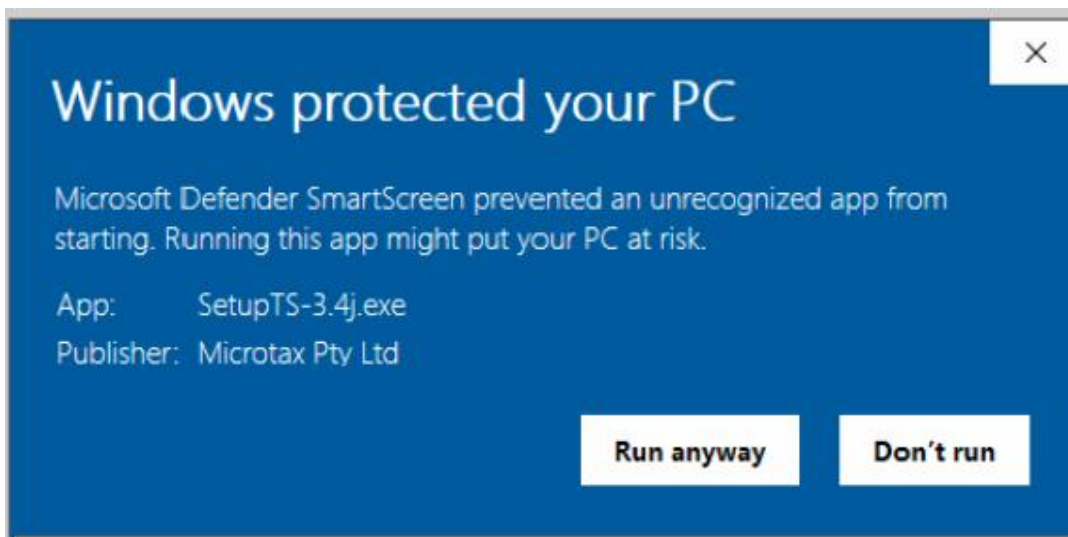 Windows protected your PC
Microsoft Defender SmartScreen prevented an unrecognized app from
starting. Running this app might put your PC at risk.
App: SetupTS-3.4j.exe
Publisher: Microtax Pty Ltd
Run anyway Don't run